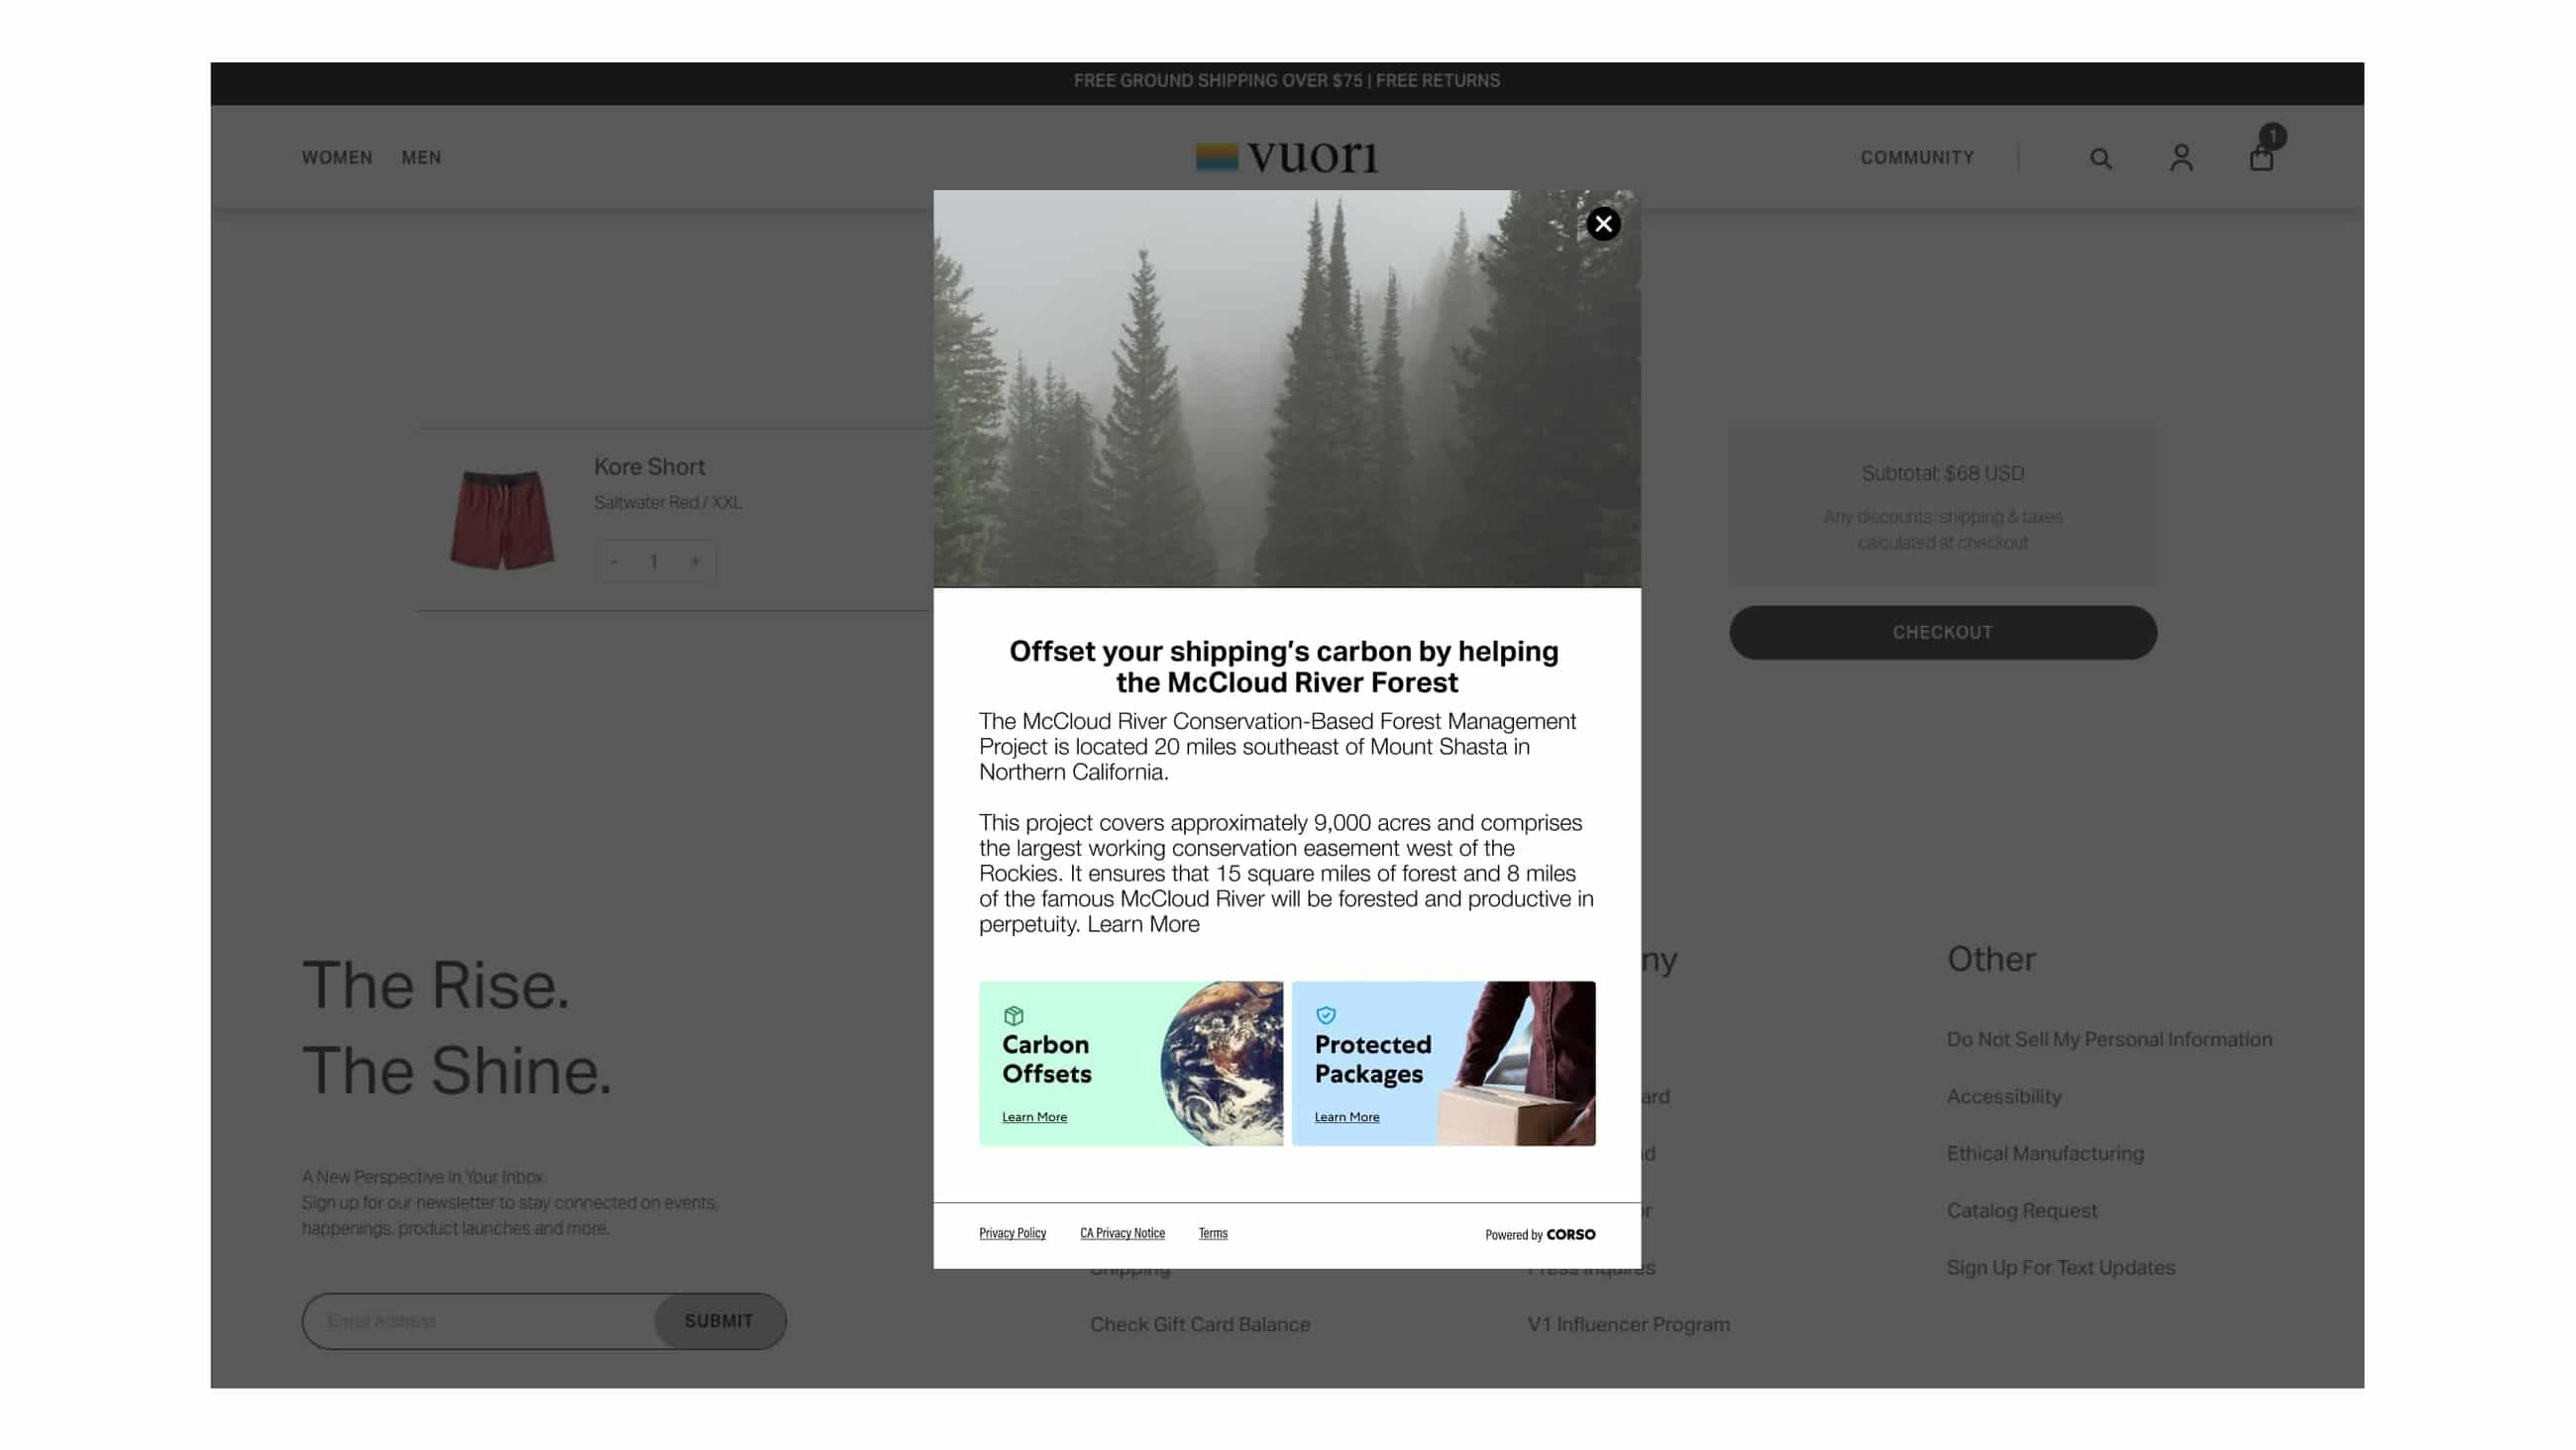 FREE GROUND SHIPPING OVER $75 | FREE RETURNS
WOMEN MEN
vuori
COMMUNITY
1
Kore Short
Saltwater Red / XXL
- 1 +
Subtotal: $68 USD
Any discounts, shipping & taxes
calculated at checkout
CHECKOUT
Offset your shipping's carbon by helping
the McCloud River Forest
The McCloud River Conservation-Based Forest Management
Project is located 20 miles southeast of Mount Shasta in
Northern California.
This project covers approximately 9,000 acres and comprises
the largest working conservation easement west of the
Rockies. It ensures that 15 square miles of forest and 8 miles
of the famous McCloud River will be forested and productive in
perpetuity. Learn More
Carbon
Offsets
Learn More
Protected
Packages
Learn More
Privacy Policy CA Privacy Notice Terms
Powered by CORSO
The Rise.
The Shine.
A New Perspective In Your Inbox.
Sign up for our newsletter to stay connected on events,
happenings, product launches and more.
Email Address
SUBMIT
Shipping
Check Gift Card Balance
Press Inquires
V1 Influencer Program
Other
Do Not Sell My Personal Information
Accessibility
Ethical Manufacturing
Catalog Request
Sign Up For Text Updates